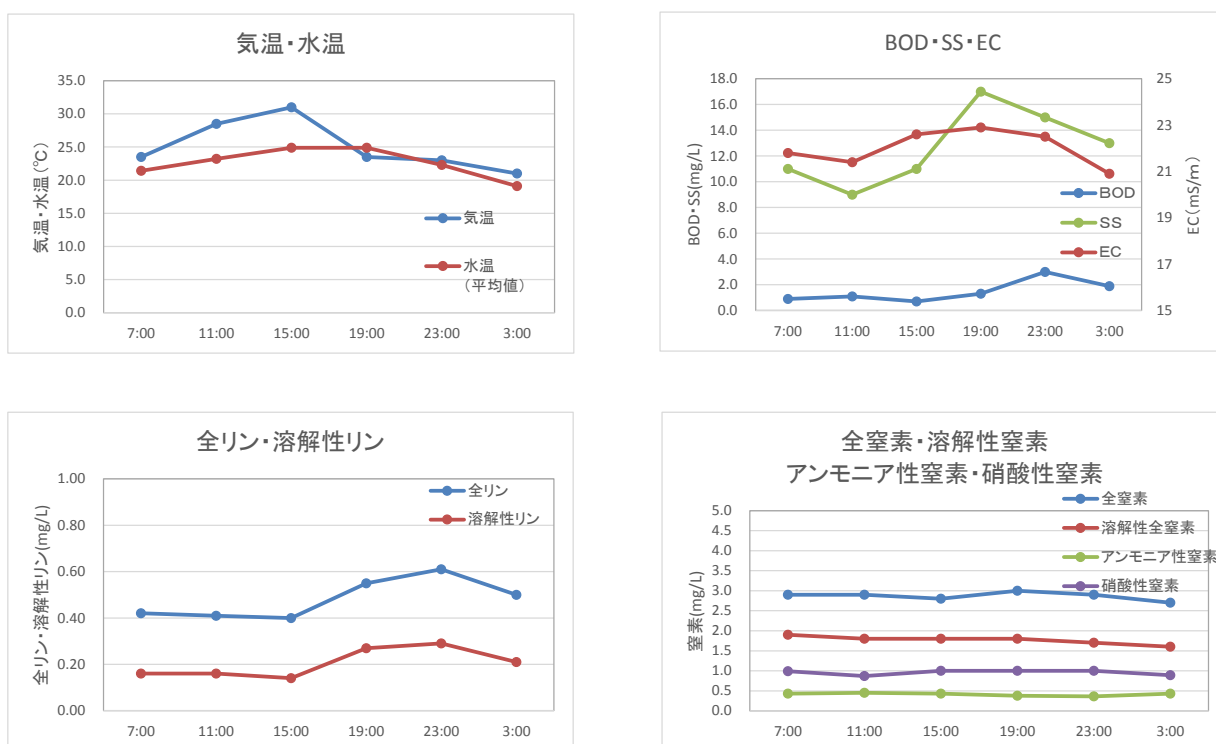 気温・水温
35.0
30.0
25.0
20.0
15.0
10.0
5.0
0.0
気温・水温(℃)
気温
水温
(平均値)
7:00 11:00 15:00 19:00 23:00 3:00
BOD・SS・EC
18.0
16.0
14.0
12.0
10.0
8.0
6.0
4.0
2.0
0.0
BOD・SS(mg/L)
25
23
21
19
17
15
EC(mS/m)
BOD
SS
EC
7:00 11:00 15:00 19:00 23:00 3:00
全リン・溶解性リン
1.00
0.80
0.60
0.40
0.20
0.00
全リン・溶解性リン(mg/L)
全リン
溶解性リン
7:00 11:00 15:00 19:00 23:00 3:00
全窒素・溶解性窒素
アンモニア性窒素・硝酸性窒素
5.0
4.5
4.0
3.5
3.0
2.5
2.0
1.5
1.0
0.5
0.0
窒素(mg/L)
全窒素
溶解性全窒素
アンモニア性窒素
硝酸性窒素
7:00 11:00 15:00 19:00 23:00 3:00